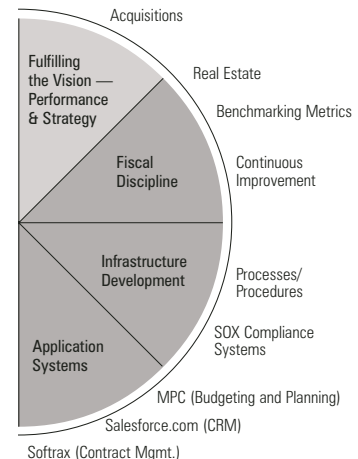 Acquisitions
Fulfilling
the Vision —
Performance
& Strategy
Real Estate
Benchmarking Metrics
Fiscal
Discipline
Continuous
Improvement
Infrastructure
Development
Processes/
Procedures
SOX Compliance
Systems
Application
Systems
MPC (Budgeting and Planning)
Salesforce.com (CRM)
Softrax (Contract Mgmt.)